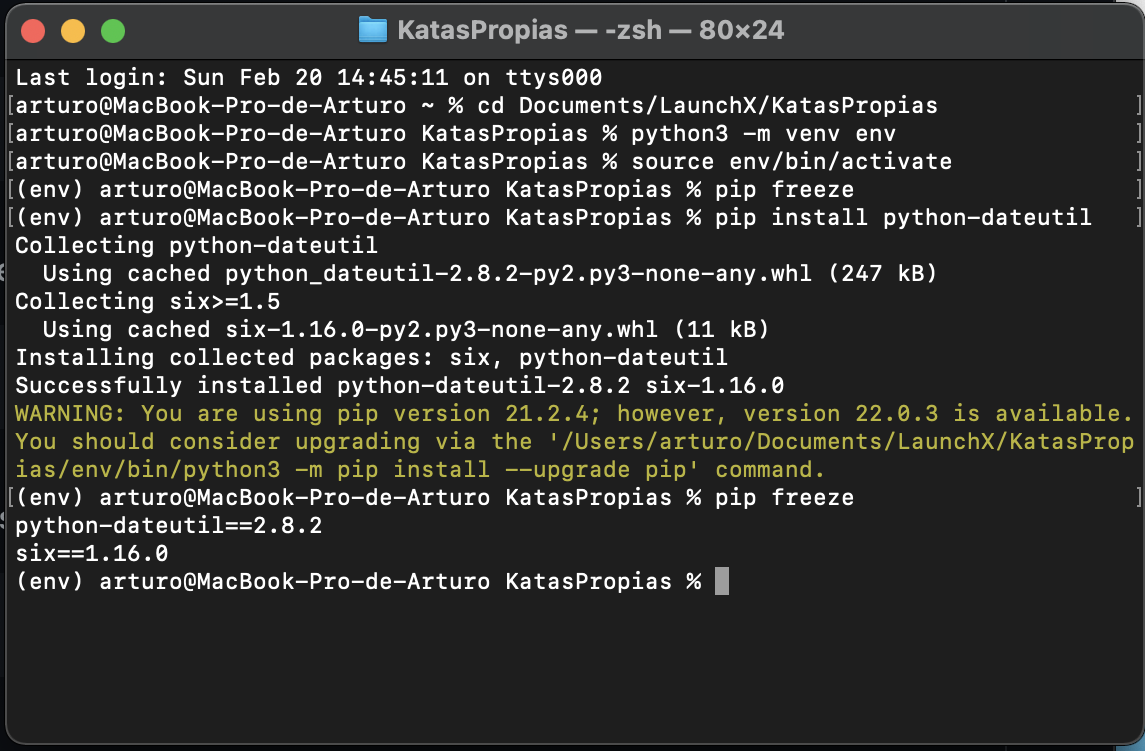 KatasPropias — -zsh — 80×24
Last login: Sun Feb 20 14:45:11 on ttys000
[arturo@MacBook-Pro-de-Arturo ~ % cd Documents/LaunchX/KatasPropias ]
[arturo@MacBook-Pro-de-Arturo KatasPropias % python3 -m venv env ]
[arturo@MacBook-Pro-de-Arturo KatasPropias % source env/bin/activate ]
[(env) arturo@MacBook-Pro-de-Arturo KatasPropias % pip freeze ]
[(env) arturo@MacBook-Pro-de-Arturo KatasPropias % pip install python-dateutil ]
Collecting python-dateutil
  Using cached python_dateutil-2.8.2-py2.py3-none-any.whl (247 kB)
Collecting six>=1.5
  Using cached six-1.16.0-py2.py3-none-any.whl (11 kB)
Installing collected packages: six, python-dateutil
Successfully installed python-dateutil-2.8.2 six-1.16.0
WARNING: You are using pip version 21.2.4; however, version 22.0.3 is available.
You should consider upgrading via the '/Users/arturo/Documents/LaunchX/KatasProp
ias/env/bin/python3 -m pip install --upgrade pip' command.
[(env) arturo@MacBook-Pro-de-Arturo KatasPropias % pip freeze ]
python-dateutil==2.8.2
six==1.16.0
(env) arturo@MacBook-Pro-de-Arturo KatasPropias %